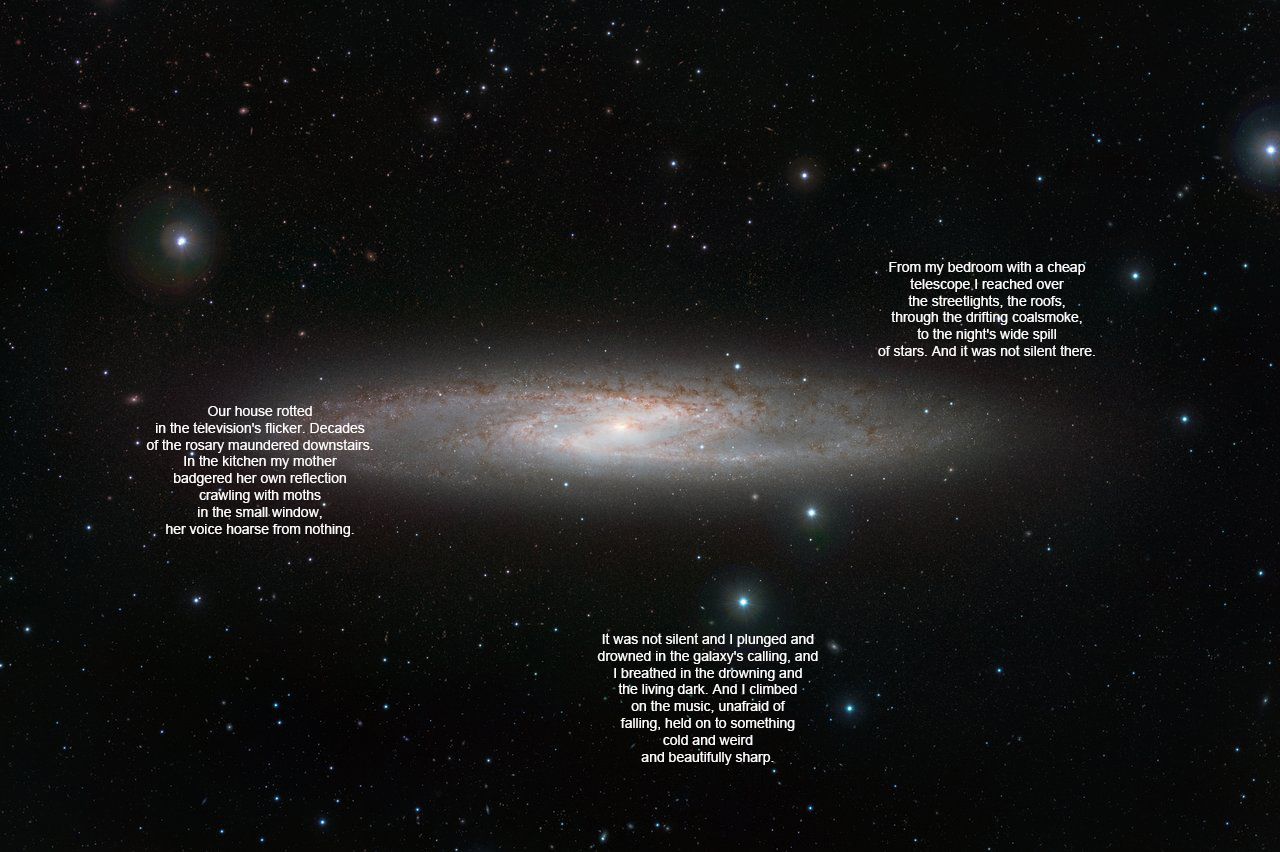 Our house rotted
in the television's flicker. Decades
of the rosary maundered downstairs.
In the kitchen my mother
badgered her own reflection
crawling with moths
in the small window,
her voice hoarse from nothing.
From my bedroom with a cheap
telescope I reached over
the streetlights, the roofs,
through the drifting coalsmoke,
to the night's wide spill
of stars. And it was not silent there.
It was not silent and I plunged and
drowned in the galaxy's calling, and
I breathed in the drowning and
the living dark. And I climbed
on the music, unafraid of
falling, held on to something
cold and weird
and beautifully sharp.